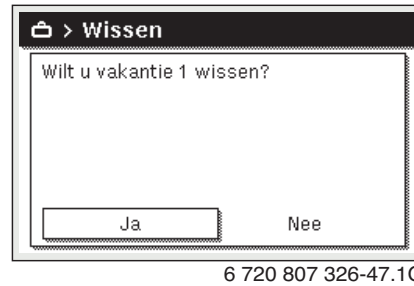 > Wissen
Wilt u vakantie 1 wissen?
Ja Nee
6 720 807 326-47.1O